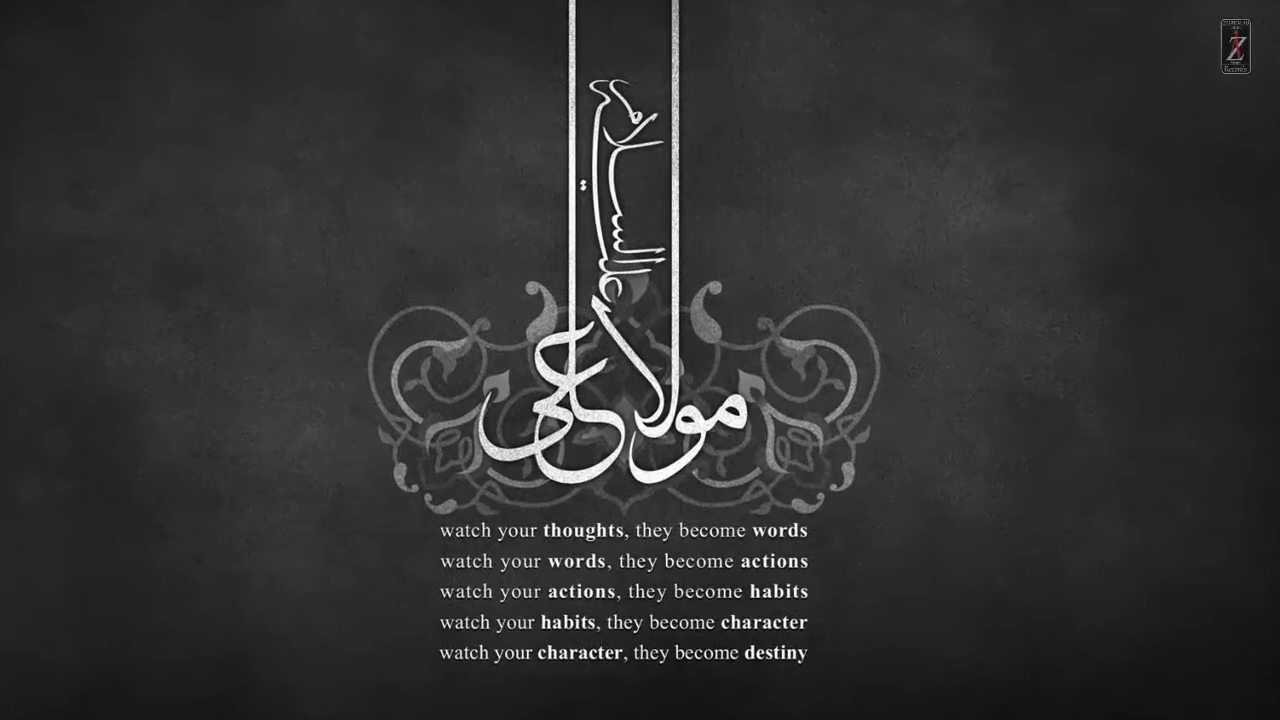 عليه السلام
مولا علی
watch your thoughts, they become words
watch your words, they become actions
watch your actions, they become habits
watch your habits, they become character
watch your character, they become destiny
Z
Records